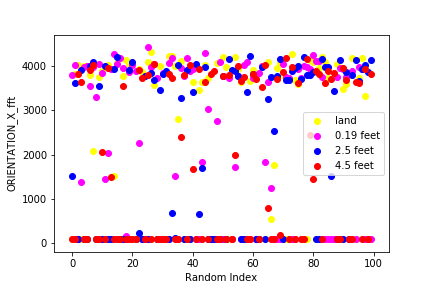 4000
3000
2000
1000
0
ORIENTATION_X_fft
land
0.19 feet
2.5 feet
4.5 feet
0 20 40 60 80 100
Random Index